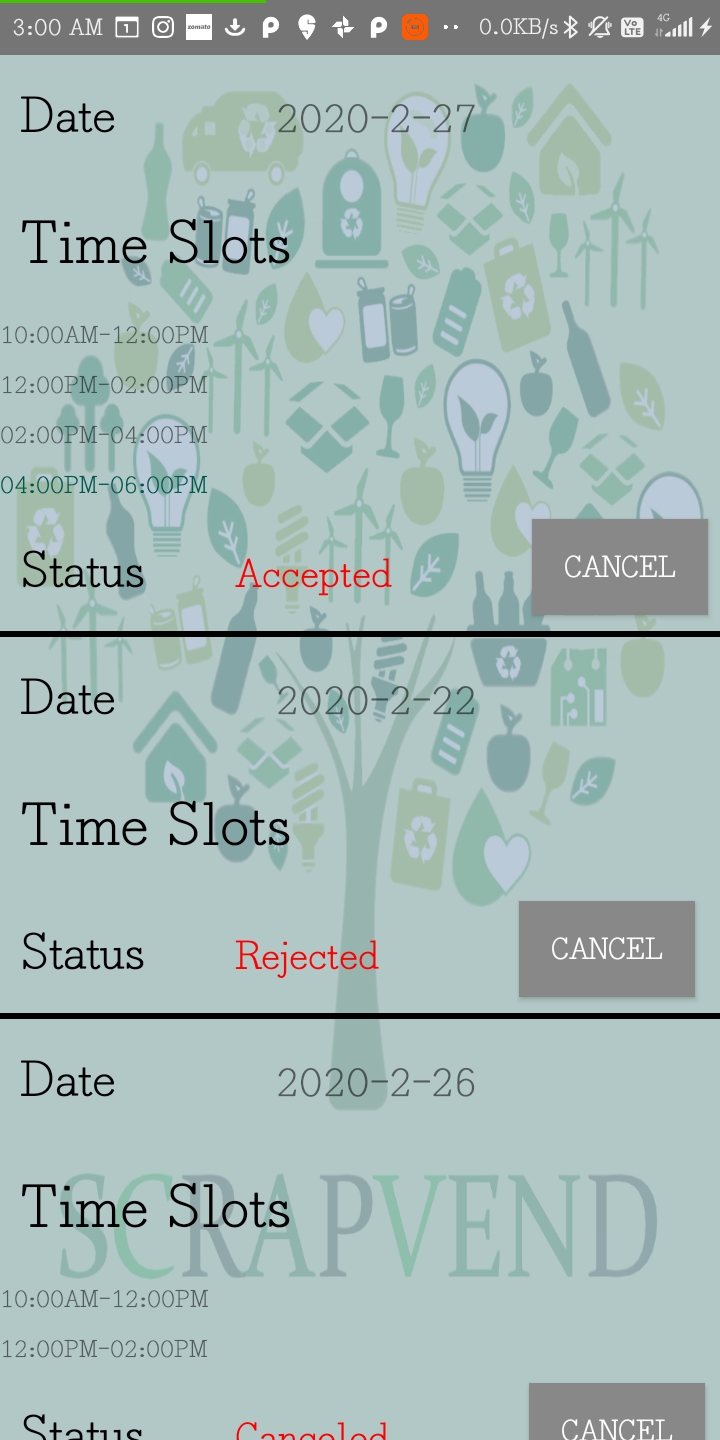 3:00 AM 1 zomato 0.0KB/s Vo LTE 4G
Date 2020-2-27
Time Slots
10:00AM-12:00PM
12:00PM-02:00PM
02:00PM-04:00PM
04:00PM-06:00PM
Status Accepted CANCEL
Date 2020-2-22
Time Slots
Status Rejected CANCEL
Date 2020-2-26
SCRAPVEND
Time Slots
10:00AM-12:00PM
12:00PM-02:00PM
Status Canceled CANCEL